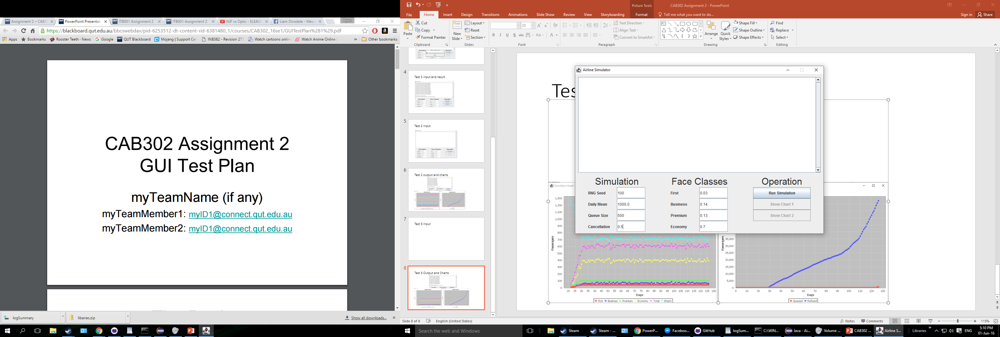 Assignment 2 – CAB3
PowerPoint Presentat
ITB001 Assignment 2
ITB001 Assignment 2
NiP vs Optic - ELEAGU
Liam Dinsdale - Mess
Bryce
https://blackboard.qut.edu.au/bbcswebdav/pid-6253512-dt-content-rid-6381480_1/courses/CAB302_16se1/GUITestPlan%281%29.pdf
Apps
Bookmarks
Rooster Teeth · News
Google
QUT Blackboard
Mojang | Support Cen
INB382 - Revision 275
Watch cartoons online
Watch Anime Online |
»
Other bookmarks
CAB302 Assignment 2
GUI Test Plan
myTeamName (if any)
myTeamMember1: myID1@connect.qut.edu.au
myTeamMember2: myID1@connect.qut.edu.au
logSummary
libaries.zip
Show all downloads...
Picture Tools
CAB302 Assignment 2 - PowerPoint
File
Home
Insert
Design
Transitions
Animations
Slide Show
Review
View
Storyboarding
Format
Tell me what you want to do...
Sign in
Share
Paste
Cut
Copy
Format Painter
Clipboard
New Slide
Layout
Reset
Section
Slides
28
B I U S abc AV Aa A
Font
Text Direction
Align Text
Convert to SmartArt
Paragraph
Arrange
Quick Styles
Shape Fill
Shape Outline
Shape Effects
Drawing
Find
Replace
Select
Editing
4
Test 1 input and result
5
Test 2 Input
6
Test 2 output and charts
7
Test 3 Input
8
Test 3 Output and Charts
Tes
Airline Simulator
Simulation
RNG Seed 100
Daily Mean 1000.0
Queue Size 500
Cancellation 0.5
Face Classes
First 0.03
Business 0.14
Premium 0.13
Economy 0.7
Operation
Run Simulation
Show Chart 1
Show Chart 2
Simulation Graph
1,300
1,200
1,100
1,000
900
800
700
600
500
400
300
200
100
0
Passengers
20 25 30 35 40 45 50 55 60 65 70 75 80 85 90 95 100 105 110 115 120 125 130
Days
First Business Premium Economy Total Empty
35,000
30,000
25,000
20,000
15,000
10,000
5,000
0
Passengers
0 10 20 30 40 50 60 70 80 90 100 110 120 130
Days
Queued Refused
Slide 8 of 8
English (United States)
Notes
Comments
115%
Search the web and Windows
Steam
Steam - ...
PowerP...
Faceboo...
GitHub
logSum...
C:\WIN...
Java - Ai...
Volume ...
CAB302 ...
Airline S...
Libraries
»
ENG
5:10 PM
01-Jun-16